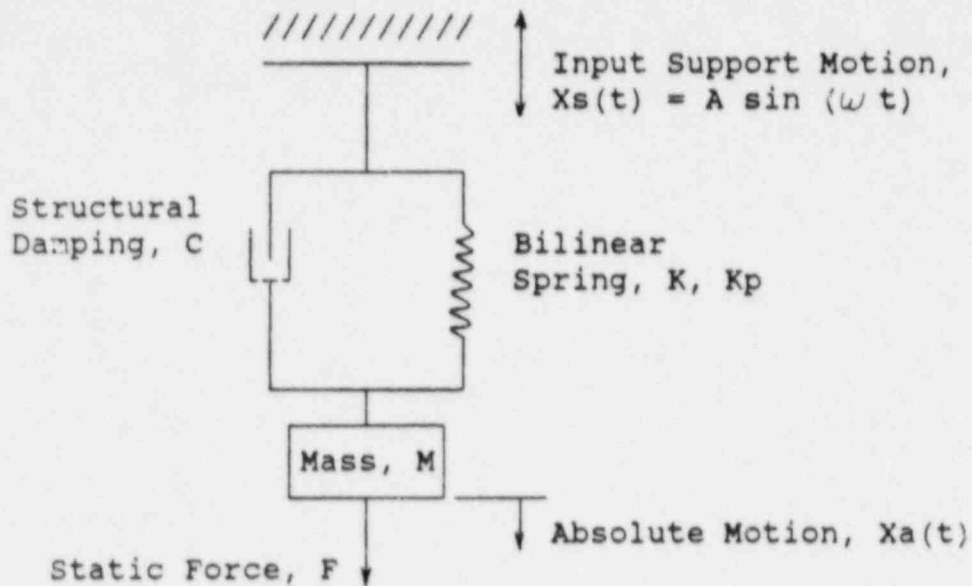 Input Support Motion,
Xs(t) = A sin (ω t)
Structural
Damping, C
Bilinear
Spring, K, Kp
Mass, M
Absolute Motion, Xa(t)
Static Force, F